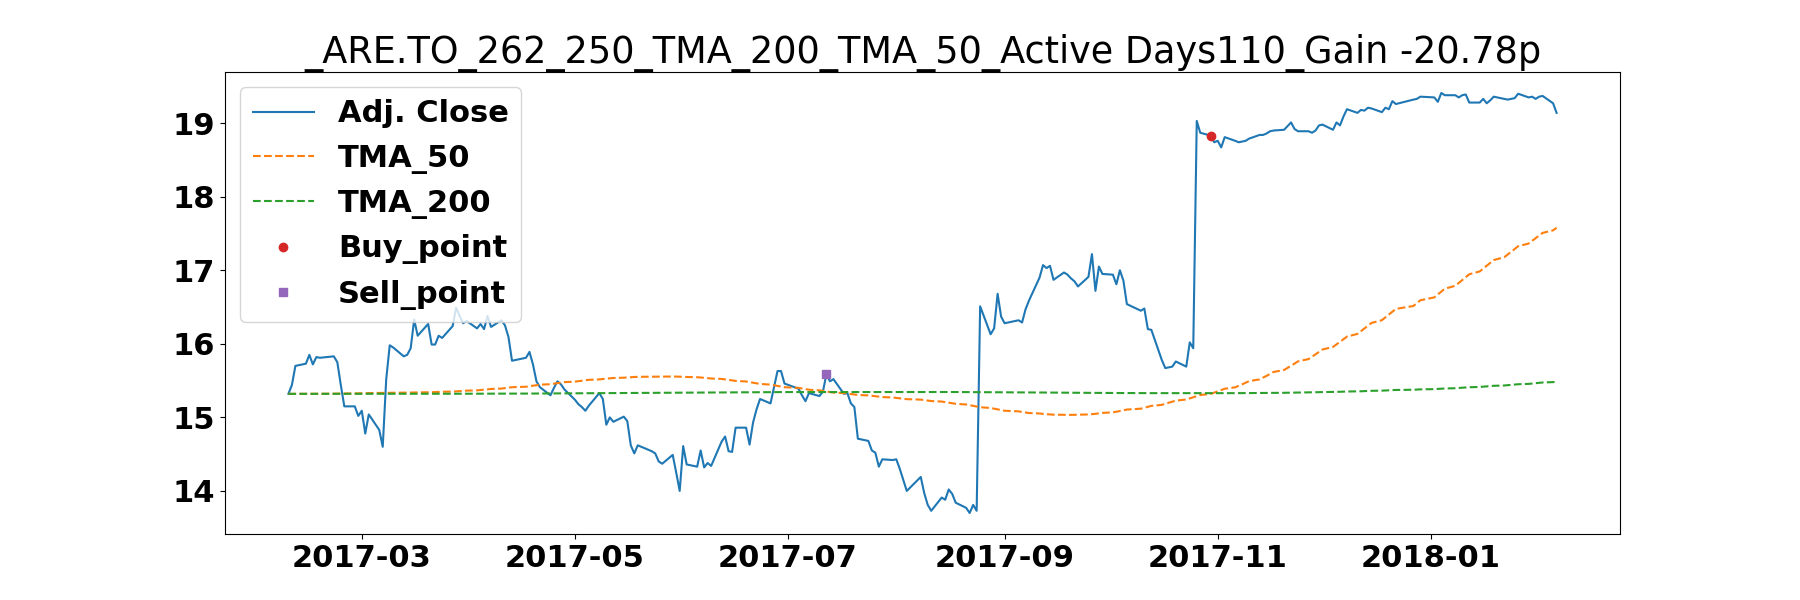 _ARE.TO_262_250_TMA_200_TMA_50_Active Days110_Gain -20.78p
Adj. Close
TMA_50
TMA_200
Buy_point
Sell_point
19
18
17
16
15
14
2017-03 2017-05 2017-07 2017-09 2017-11 2018-01